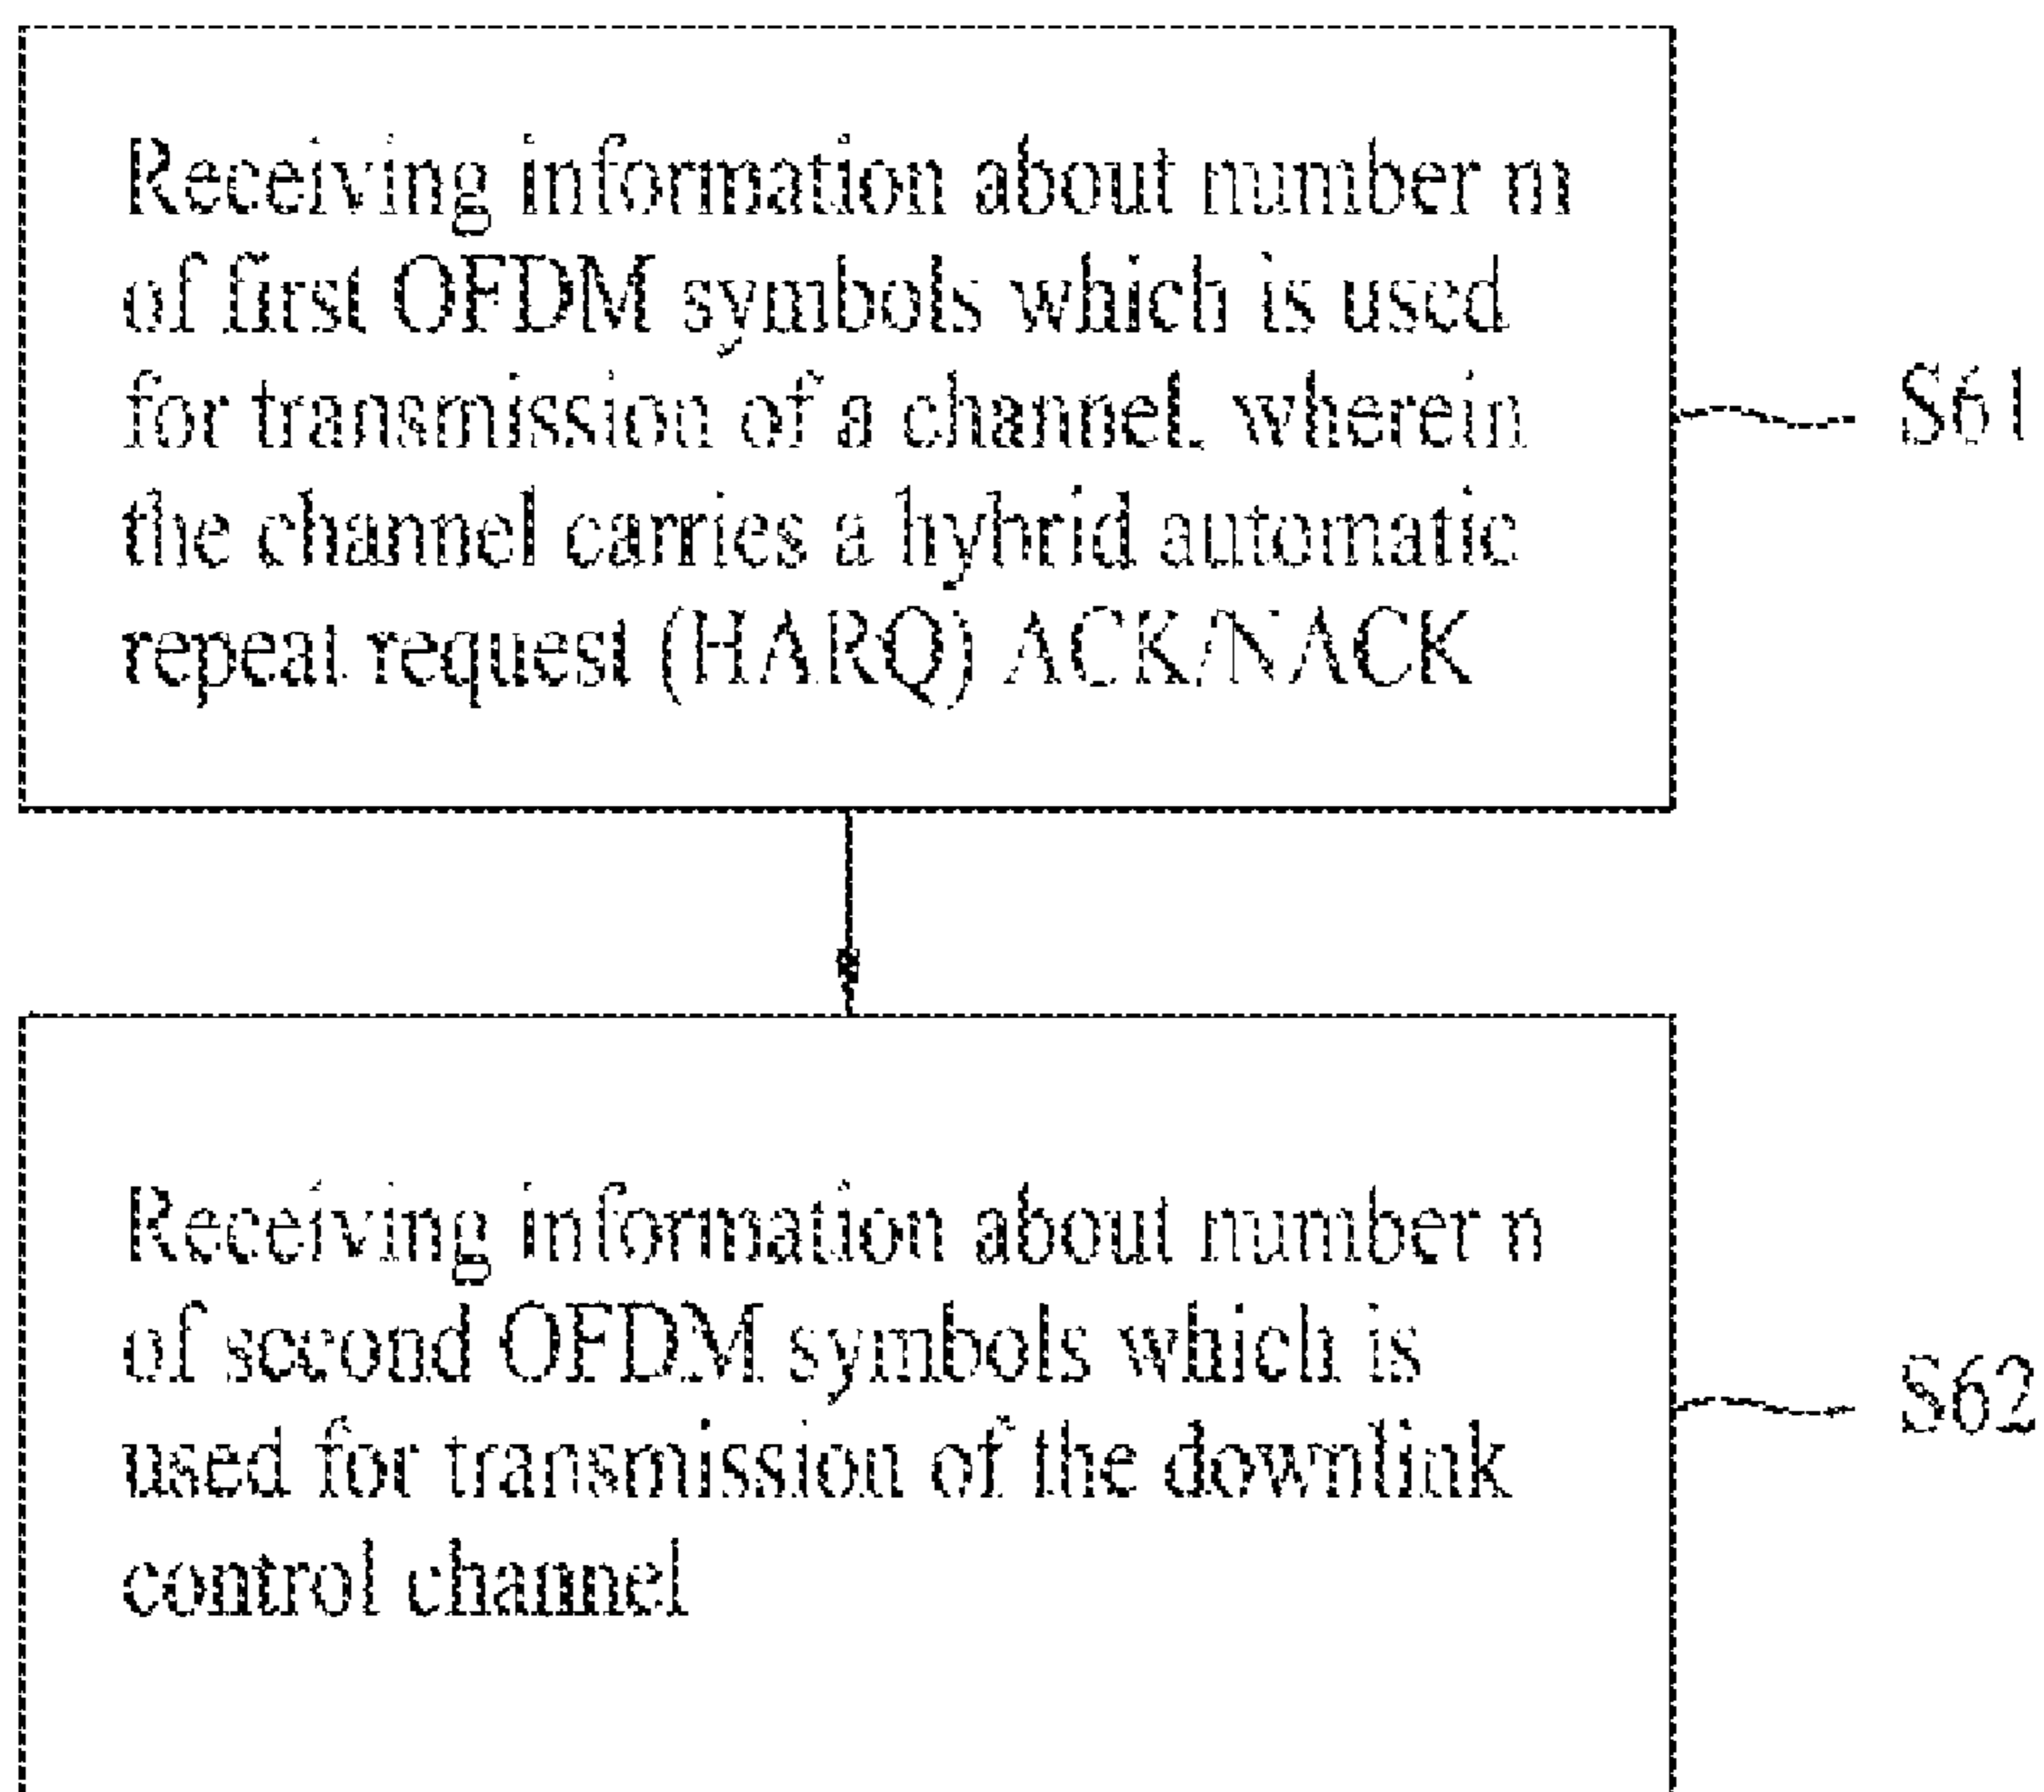 Receiving information about number m
of first OFDM symbols which is used
for transmission of a channel, wherein
the channel carries a hybrid automatic
repeat request (HARQ) ACK/NACK
S61
Receiving information about number n
of second OFDM symbols which is
used for transmission of the downlink
control channel
S62